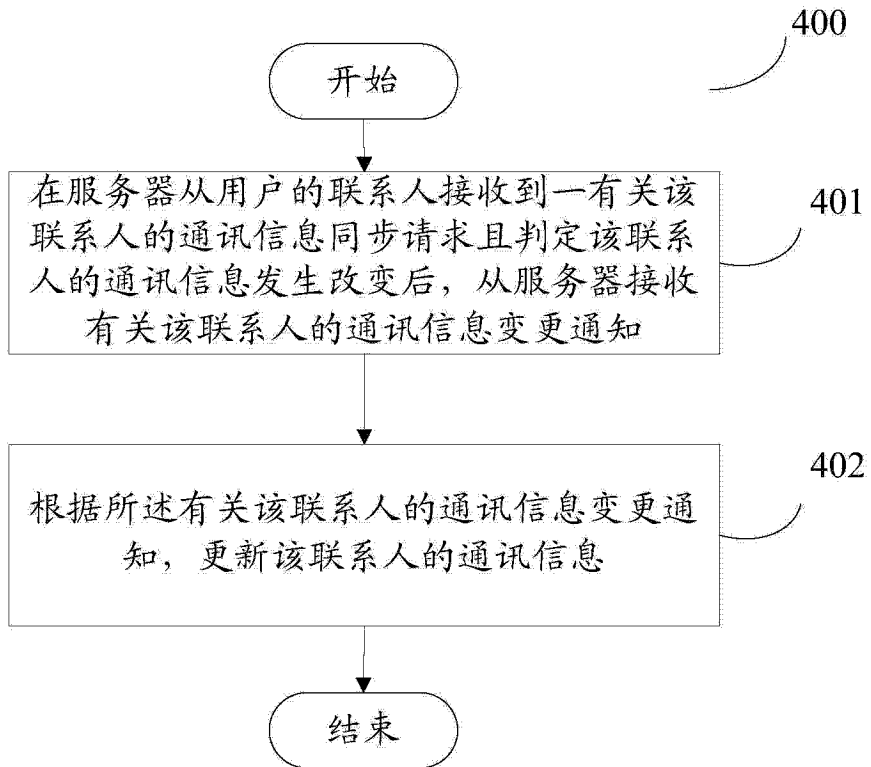 400
开始
在服务器从用户的联系人接收到一有关该
联系人的通讯信息同步请求且判定该联系
人的通讯信息发生改变后，从服务器接收
有关该联系人的通讯信息变更通知
401
根据所述有关该联系人的通讯信息变更通
知，更新该联系人的通讯信息
402
结束